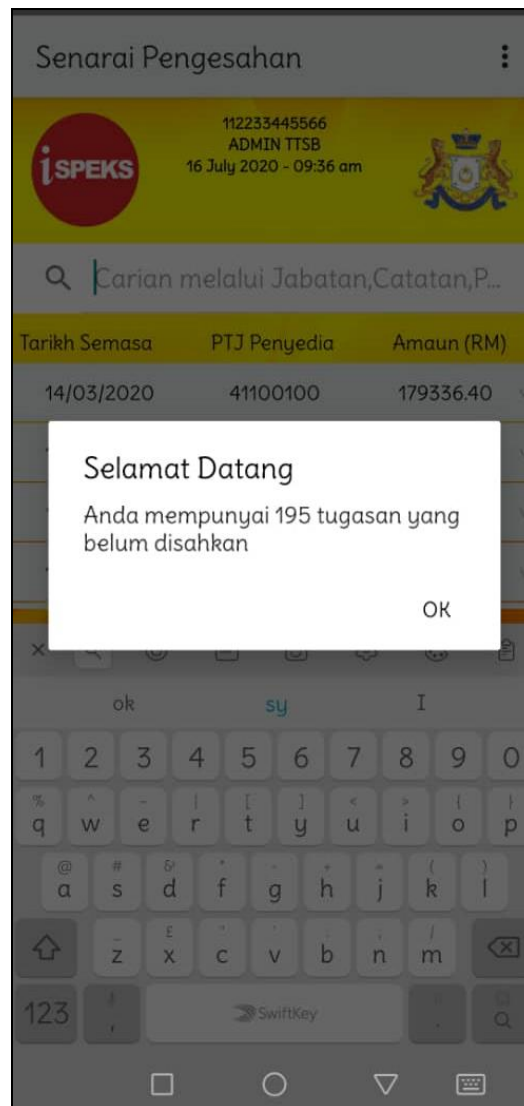 Senarai Pengesahan
112233445566
ADMIN TTSB
16 July 2020 - 09:36 am
iSPEKS
Carian melalui Jabatan,Catatan,P...
Tarikh Semasa PTJ Penyedia Amaun (RM)
14/03/2020 41100100 179336.40
Selamat Datang
Anda mempunyai 195 tugasan yang
belum disahkan
OK
ok sy I
1 2 3 4 5 6 7 8 9 0
q w e r t y u i o p
a s d f g h j k l
z x c v b n m
123 , SwiftKey .